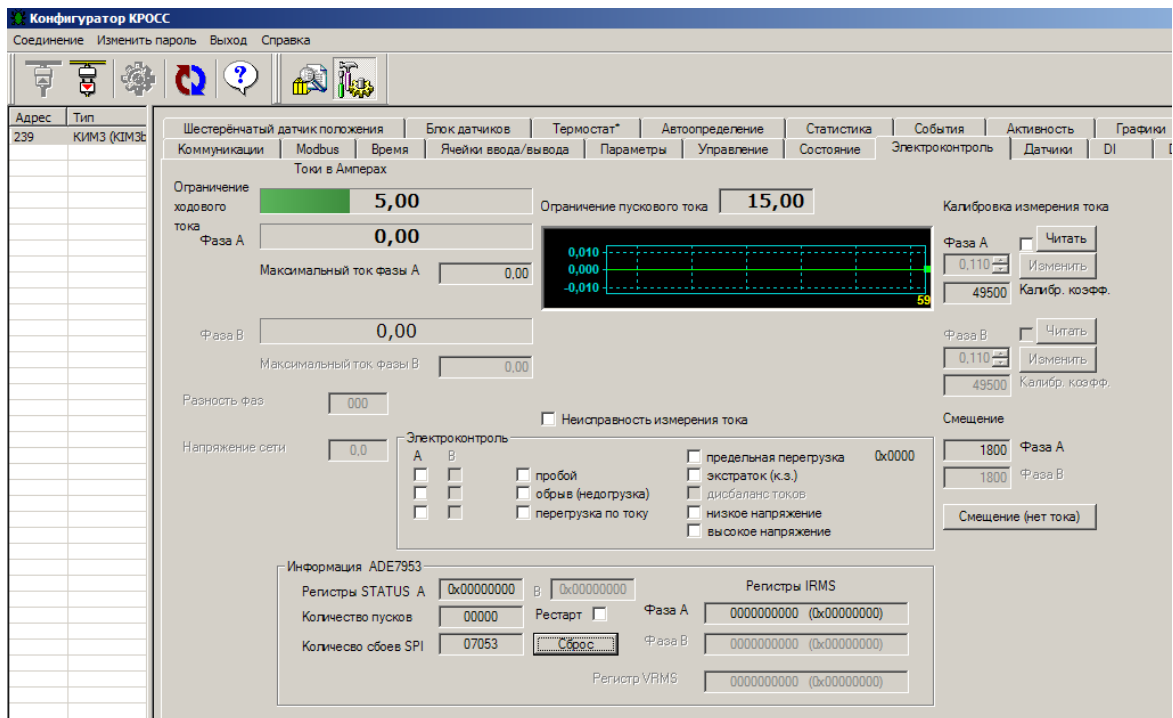 Конфигуратор КРОСС
Соединение Изменить пароль Выход Справка
Адрес Тип
239 КИМ3 (KIM3b
Шестерёнчатый датчик положения Блок датчиков Термостат* Автоопределение Статистика События Активность Графики
Коммуникации Modbus Время Ячейки ввода/вывода Параметры Управление Состояние Электроконтроль Датчики DI
Токи в Амперах
Ограничение ходового тока 5,00
Ограничение пускового тока 15,00
Фаза A 0,00
Максимальный ток фазы A 0,00
0,010
0,000
-0,010
59
Калибровка измерения тока
Фаза A Читать
0,110 Изменить
49500 Калибр. коэфф.
Фаза B 0,00
Максимальный ток фазы B 0,00
Фаза B Читать
0,110 Изменить
49500 Калибр. коэфф.
Разность фаз 000
Неисправность измерения тока
Смещение
Напряжение сети 0,0
1800 Фаза A
1800 Фаза B
Смещение (нет тока)
Электроконтроль
A B
пробой
обрыв (недогрузка)
перегрузка по току
предельная перегрузка 0x0000
экстраток (к.з.)
дисбаланс токов
низкое напряжение
высокое напряжение
Информация ADE7953
Регистры STATUS A 0x00000000 B 0x00000000
Количество пусков 00000 Рестарт
Количесво сбоев SPI 07053 Сброс
Регистры IRMS
Фаза A 0000000000 (0x00000000)
Фаза B 0000000000 (0x00000000)
Регистр VRMS 0000000000 (0x00000000)